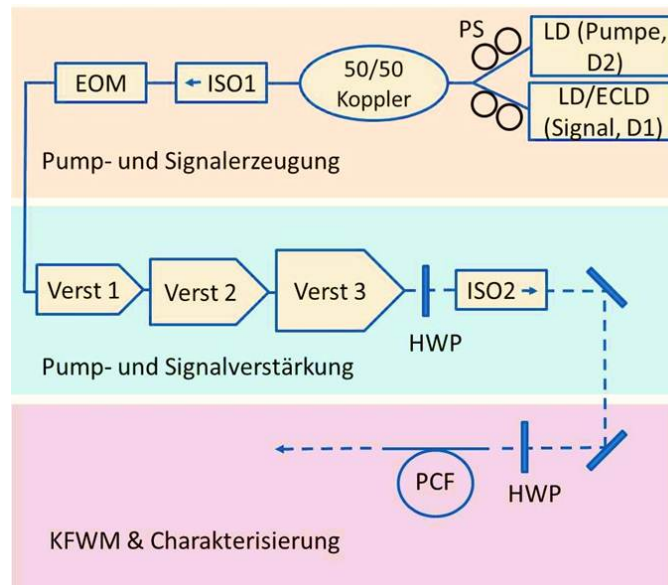 PS
LD (Pumpe,
D2)
50/50
Koppler
ISO1
EOM
LD/ECLD
(Signal, D1)
Pump- und Signalerzeugung
Verst 1
Verst 2
Verst 3
HWP
ISO2
Pump- und Signalverstärkung
PCF
HWP
KFWM & Charakterisierung